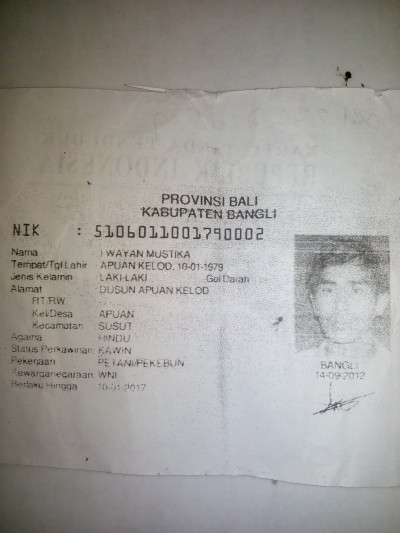 PROVINSI BALI
KABUPATEN BANGLI
NIK : 5106011001790002
Nama : I WAYAN MUSTIKA
Tempat/Tgl Lahir : APUAN KELOD, 10-01-1979
Jenis Kelamin : LAKI-LAKI Gol Darah
Alamat : DUSUN APUAN KELOD
RT/RW
Kel/Desa : APUAN
Kecamatan : SUSUT
Agama : HINDU
Status Perkawinan : KAWIN
Pekerjaan : PETANI/PEKEBUN
Kewarganegaraan : WNI
Berlaku Hingga : 10-01-2017
BANGLI
14-09-2012